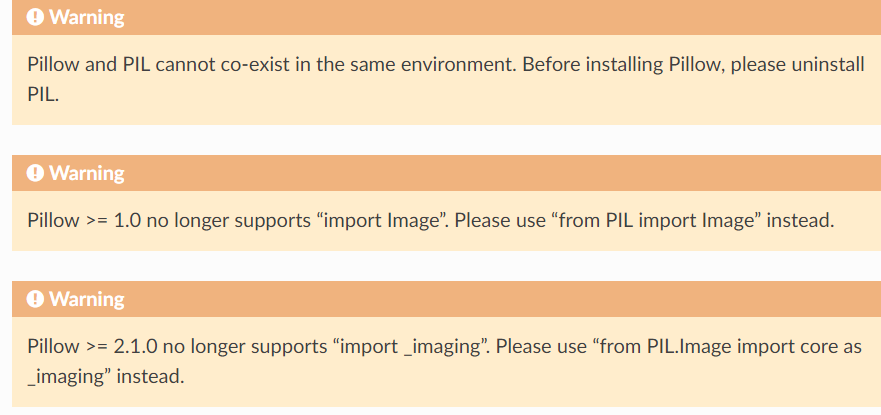 Warning
Pillow and PIL cannot co-exist in the same environment. Before installing Pillow, please uninstall
PIL.
Warning
Pillow >= 1.0 no longer supports “import Image”. Please use “from PIL import Image” instead.
Warning
Pillow >= 2.1.0 no longer supports “import _imaging”. Please use “from PIL.Image import core as
_imaging” instead.